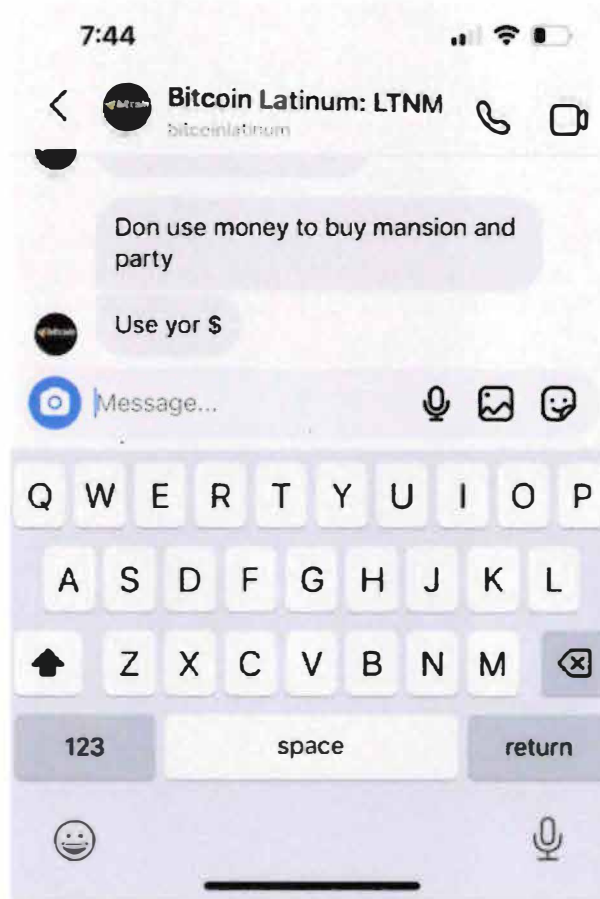 7:44
Bitcoin Latinum: LTNM
bitcoinlatinum
Don use money to buy mansion and
party
Use yor $
Message...
Q W E R T Y U I O P
A S D F G H J K L
Z X C V B N M
123 space return